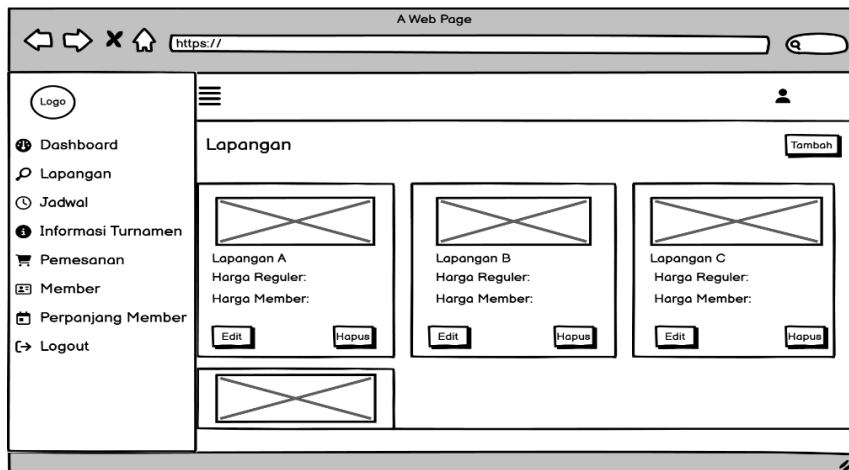 A Web Page
https://
Logo
Dashboard
Lapangan
Jadwal
Informasi Turnamen
Pemesanan
Member
Perpanjang Member
Logout
Lapangan
Tambah
Lapangan A
Harga Reguler:
Harga Member:
Edit
Hapus
Lapangan B
Harga Reguler:
Harga Member:
Edit
Hapus
Lapangan C
Harga Reguler:
Harga Member:
Edit
Hapus